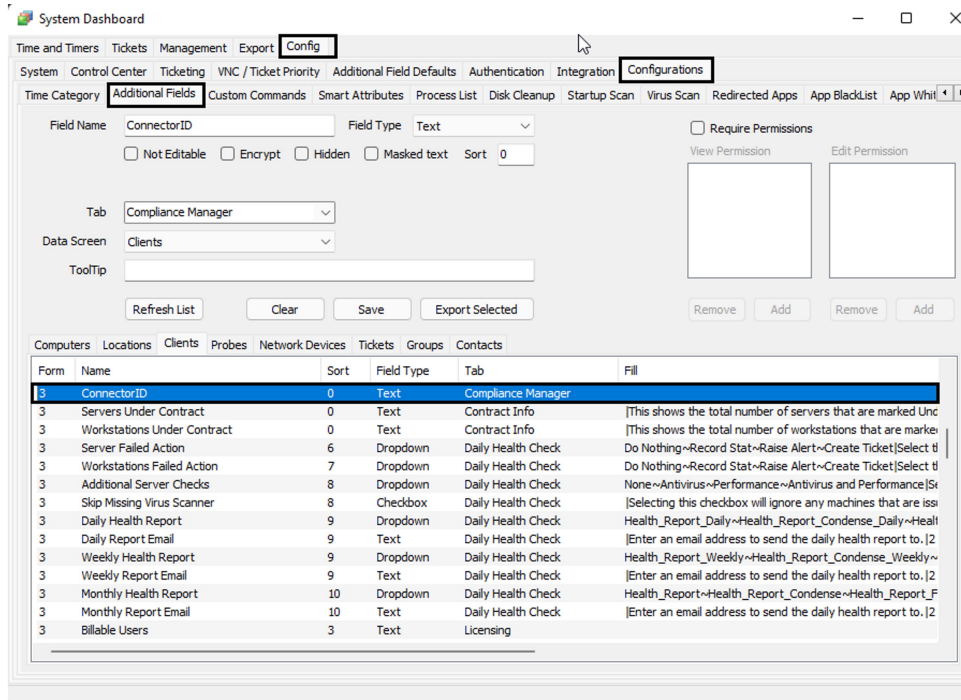 System Dashboard
Time and Timers Tickets Management Export Config
System Control Center Ticketing VNC / Ticket Priority Additional Field Defaults Authentication Integration Configurations
Time Category Additional Fields Custom Commands Smart Attributes Process List Disk Cleanup Startup Scan Virus Scan Redirected Apps App BlackList App Whit
Field Name ConnectorID Field Type Text Require Permissions
Not Editable Encrypt Hidden Masked text Sort 0 View Permission Edit Permission
Tab Compliance Manager
Data Screen Clients
ToolTip
Refresh List Clear Save Export Selected Remove Add Remove Add
Computers Locations Clients Probes Network Devices Tickets Groups Contacts
Form Name Sort Field Type Tab Fill
3 ConnectorID 0 Text Compliance Manager
3 Servers Under Contract 0 Text Contract Info |This shows the total number of servers that are marked Und
3 Workstations Under Contract 0 Text Contract Info |This shows the total number of workstations that are marke
3 Server Failed Action 6 Dropdown Daily Health Check Do Nothing~Record Stat~Raise Alert~Create Ticket|Select t
3 Workstations Failed Action 7 Dropdown Daily Health Check Do Nothing~Record Stat~Raise Alert~Create Ticket|Select t
3 Additional Server Checks 8 Dropdown Daily Health Check None~Antivirus~Performance~Antivirus and Performance|Se
3 Skip Missing Virus Scanner 8 Checkbox Daily Health Check |Selecting this checkbox will ignore any machines that are issu
3 Daily Health Report 9 Dropdown Daily Health Check Health_Report_Daily~Health_Report_Condense_Daily~Healt
3 Daily Report Email 9 Text Daily Health Check |Enter an email address to send the daily health report to.|2
3 Weekly Health Report 9 Dropdown Daily Health Check Health_Report_Weekly~Health_Report_Condense_Weekly~
3 Weekly Report Email 9 Text Daily Health Check |Enter an email address to send the daily health report to.|2
3 Monthly Health Report 10 Dropdown Daily Health Check Health_Report~Health_Report_Condense~Health_Report_F
3 Monthly Report Email 10 Text Daily Health Check |Enter an email address to send the daily health report to.|2
3 Billable Users 3 Text Licensing